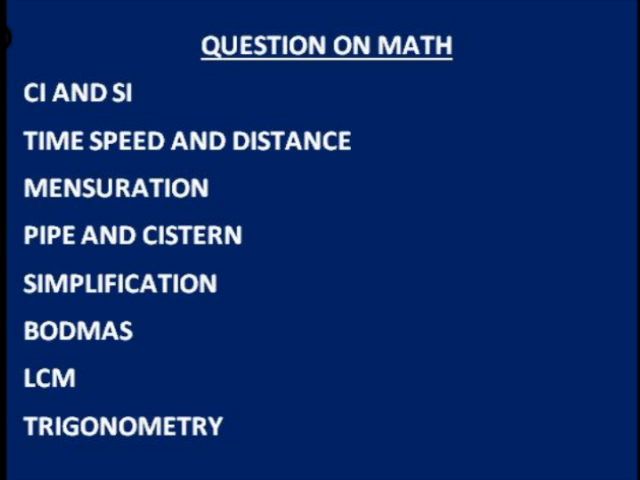 QUESTION ON MATH
CI AND SI
TIME SPEED AND DISTANCE
MENSURATION
PIPE AND CISTERN
SIMPLIFICATION
BODMAS
LCM
TRIGONOMETRY